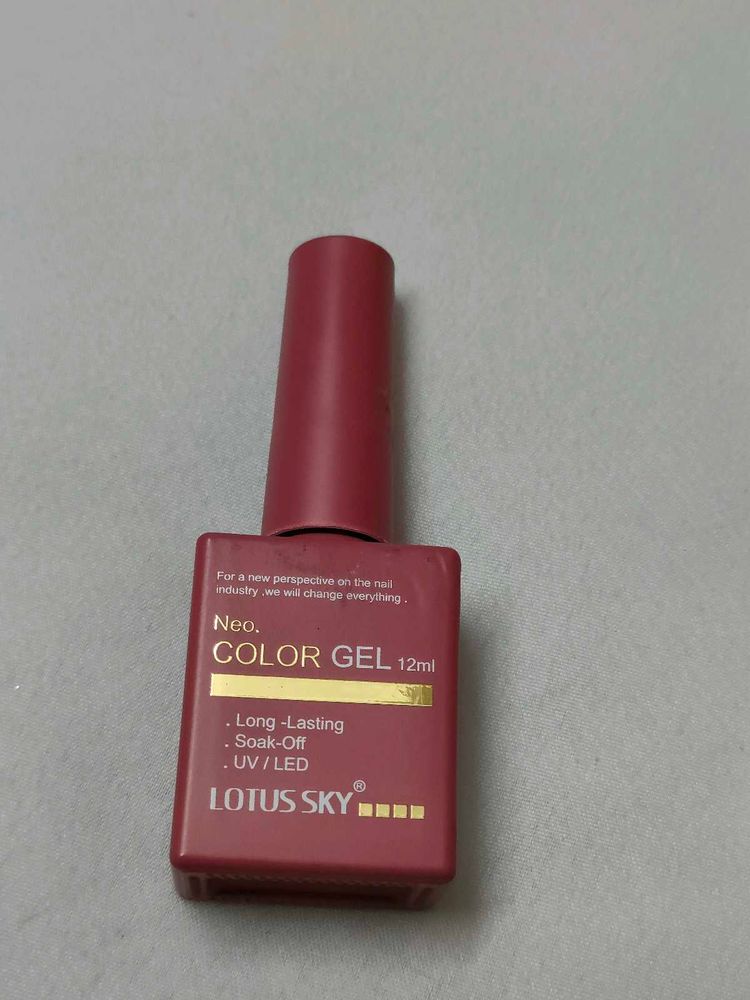 For a new perspective on the nail
industry ,we will change everything .
Neo.
COLOR GEL 12ml
. Long -Lasting
. Soak-Off
. UV / LED
LOTUS SKY®